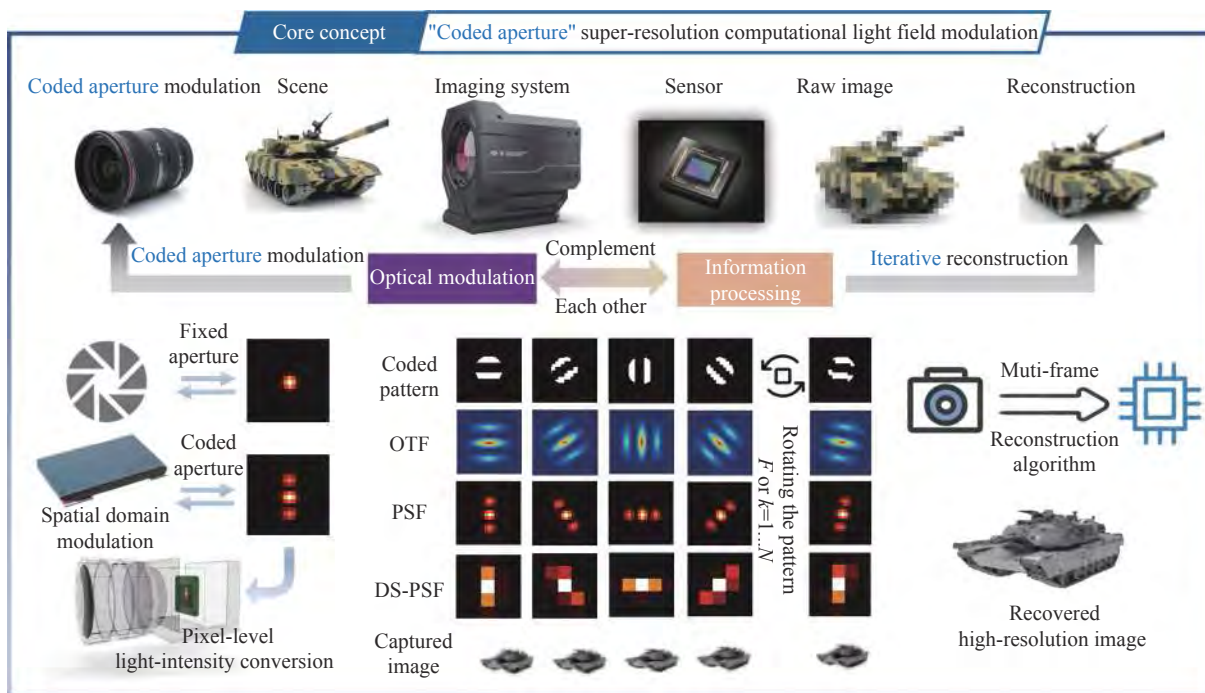 Core concept
"Coded aperture" super-resolution computational light field modulation
Coded aperture modulation
Scene
Imaging system
Sensor
Raw image
Reconstruction
Coded aperture modulation
Optical modulation
Complement
Each other
Information
processing
Iterative reconstruction
Fixed
aperture
Coded
aperture
Spatial domain
modulation
Pixel-level
light-intensity conversion
Coded
pattern
OTF
PSF
DS-PSF
Captured
image
Rotating the pattern
F or k=1...N
Muti-frame
Reconstruction
algorithm
Recovered
high-resolution image